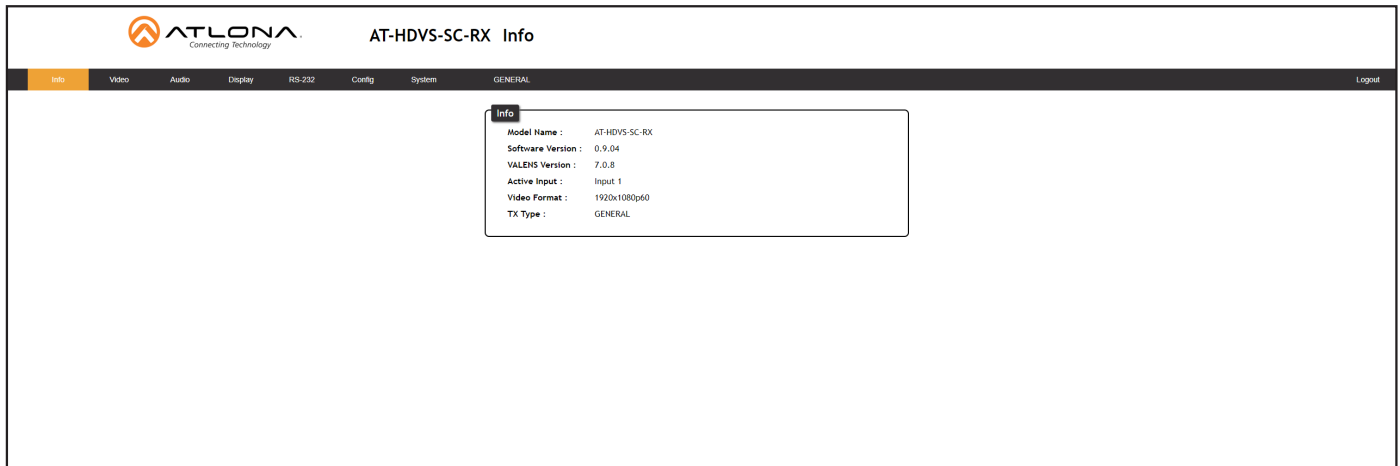 ATLONA.
Connecting Technology
AT-HDVS-SC-RX Info
Info Video Audio Display RS-232 Config System GENERAL Logout
Info
Model Name : AT-HDVS-SC-RX
Software Version : 0.9.04
VALENS Version : 7.0.8
Active Input : Input 1
Video Format : 1920x1080p60
TX Type : GENERAL